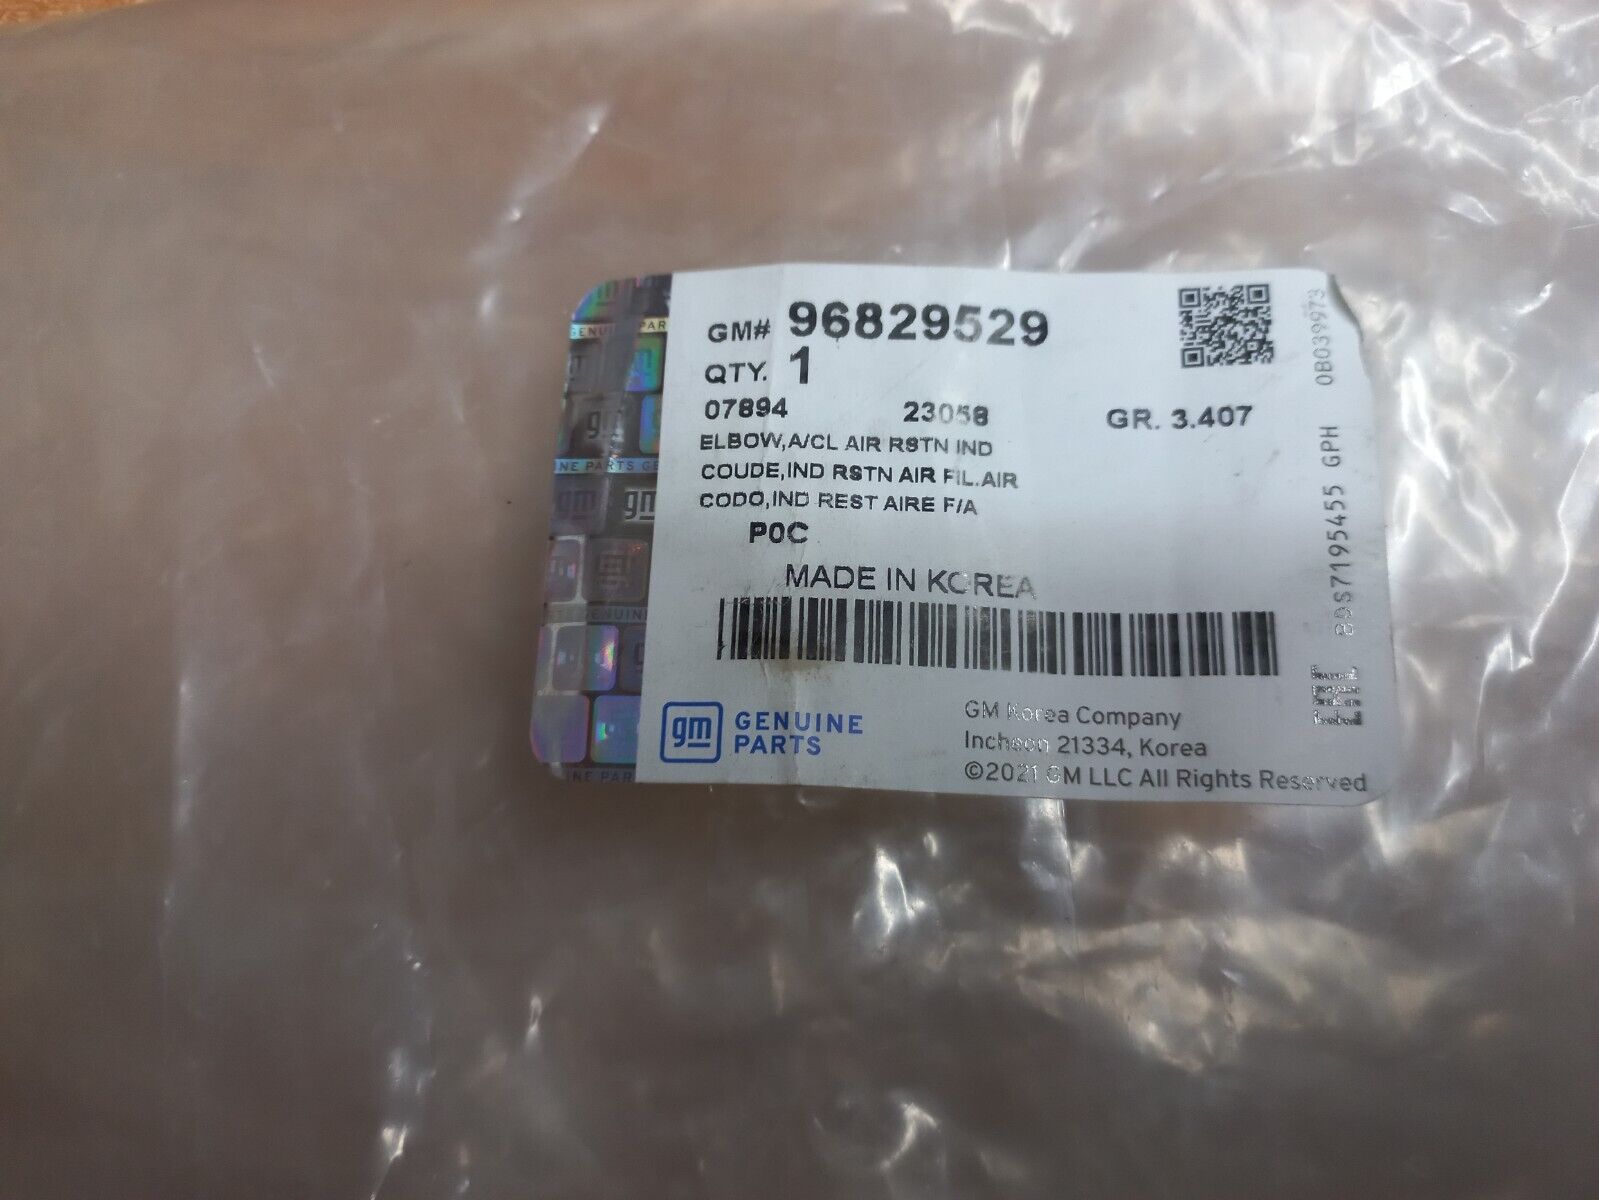 GM# 96829529
QTY. 1
07894 23058 GR. 3.407
ELBOW,A/CL AIR RSTN IND
COUDE,IND RSTN AIR FIL.AIR
CODO,IND REST AIRE F/A
P0C
MADE IN KOREA
gm GENUINE
PARTS
GM Korea Company
Incheon 21334, Korea
©2021 GM LLC All Rights Reserved
0B039973
89S7195455 GPH